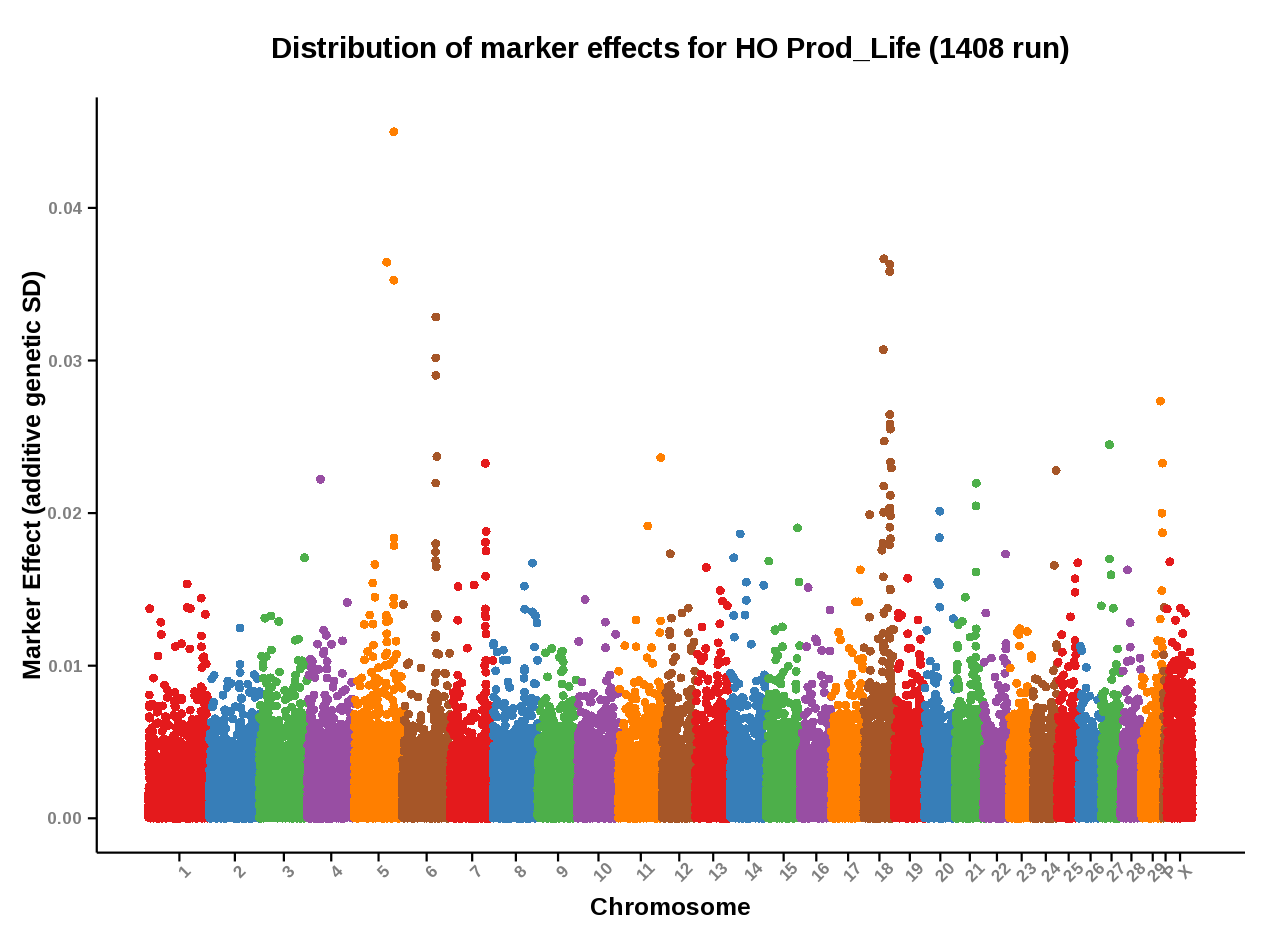 Distribution of marker effects for HO Prod_Life (1408 run)
Marker Effect (additive genetic SD)
0.04
0.03
0.02
0.01
0.00
1 2 3 4 5 6 7 8 9 10 11 12 13 14 15 16 17 18 19 20 21 22 23 24 25 26 27 28 29 P X
Chromosome